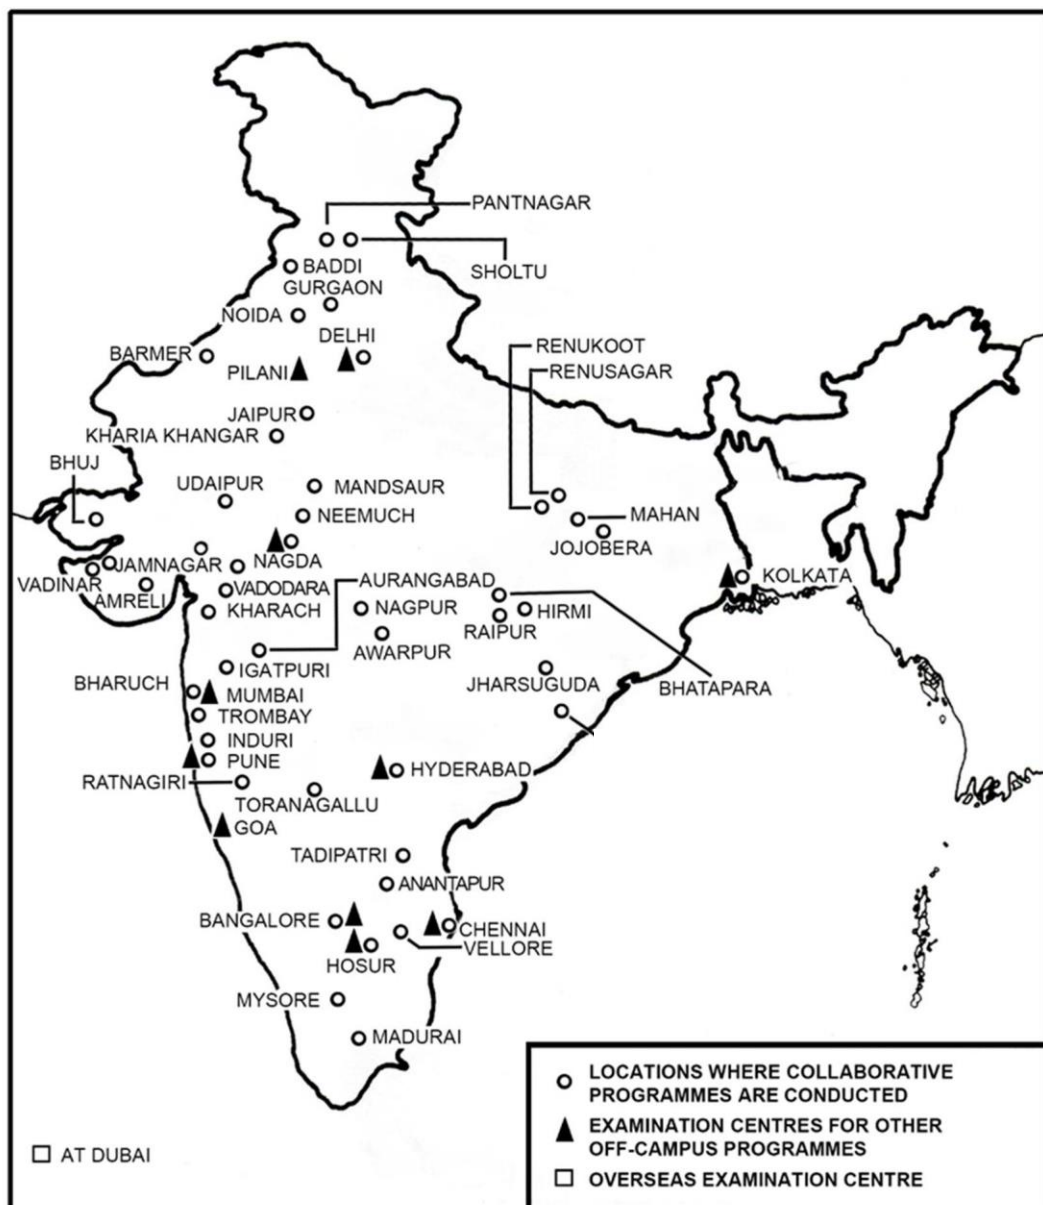 PANTNAGAR
SHOLTU
BADDI
GURGAON
NOIDA
DELHI
RENUKOOT
BARMER
RENUSAGAR
PILANI
JAIPUR
KHARIA KHANGAR
BHUJ
UDAIPUR
MANDSAUR
NEEMUCH
MAHAN
JOJOBERA
NAGDA
JAMNAGAR
VADINAR
AURANGABAD
KOLKATA
VADODARA
AMRELI
KHARACH
NAGPUR
HIRMI
RAIPUR
AWARPUR
IGATPURI
JHARSUGUDA
BHATAPARA
BHARUCH
MUMBAI
TROMBAY
INDURI
PUNE
HYDERABAD
RATNAGIRI
TORANAGALLU
GOA
TADIPATRI
ANANTAPUR
BANGALORE
CHENNAI
VELLORE
HOSUR
MYSORE
MADURAI
LOCATIONS WHERE COLLABORATIVE
PROGRAMMES ARE CONDUCTED
EXAMINATION CENTRES FOR OTHER
OFF-CAMPUS PROGRAMMES
OVERSEAS EXAMINATION CENTRE
AT DUBAI